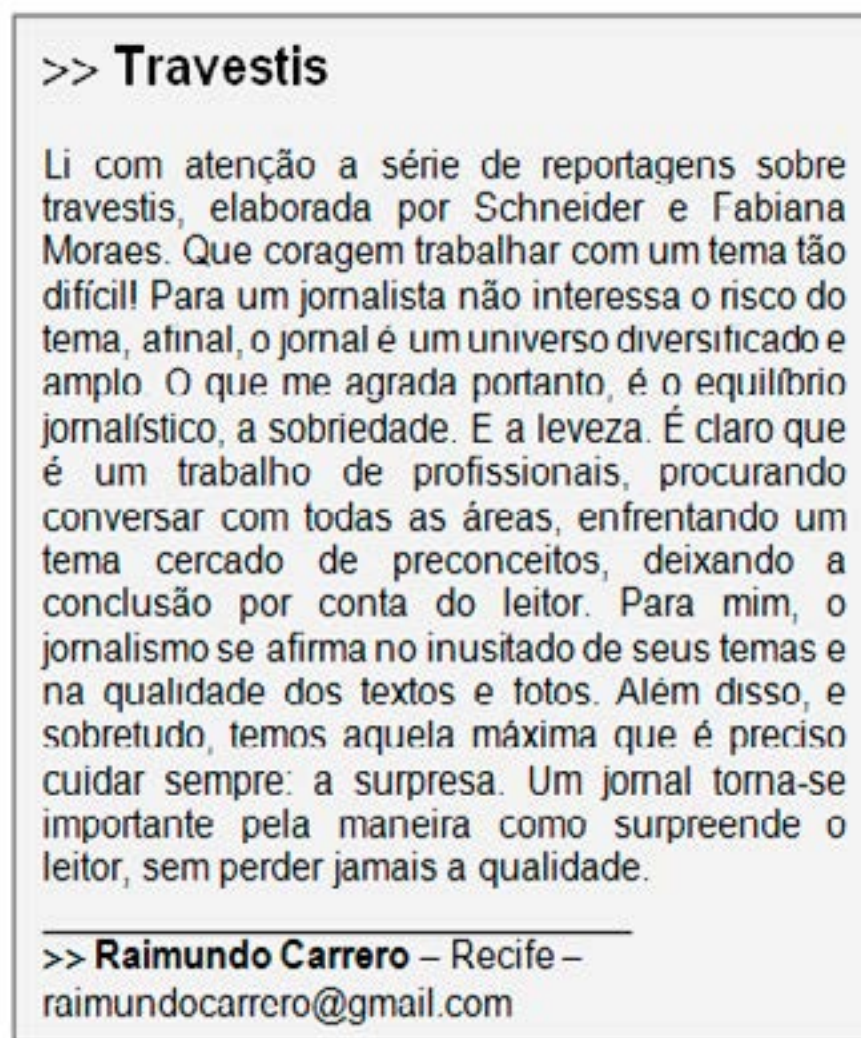 >> Travestis
Li com atenção a série de reportagens sobre
travestis, elaborada por Schneider e Fabiana
Moraes. Que coragem trabalhar com um tema tão
difícil! Para um jornalista não interessa o risco do
tema, afinal, o jornal é um universo diversificado e
amplo. O que me agrada portanto, é o equilíbrio
jornalístico, a sobriedade. E a leveza. É claro que
é um trabalho de profissionais, procurando
conversar com todas as áreas, enfrentando um
tema cercado de preconceitos, deixando a
conclusão por conta do leitor. Para mim, o
jornalismo se afirma no inusitado de seus temas e
na qualidade dos textos e fotos. Além disso, e
sobretudo, temos aquela máxima que é preciso
cuidar sempre: a surpresa. Um jornal torna-se
importante pela maneira como surpreende o
leitor, sem perder jamais a qualidade.
>> Raimundo Carrero – Recife –
raimundocarrero@gmail.com